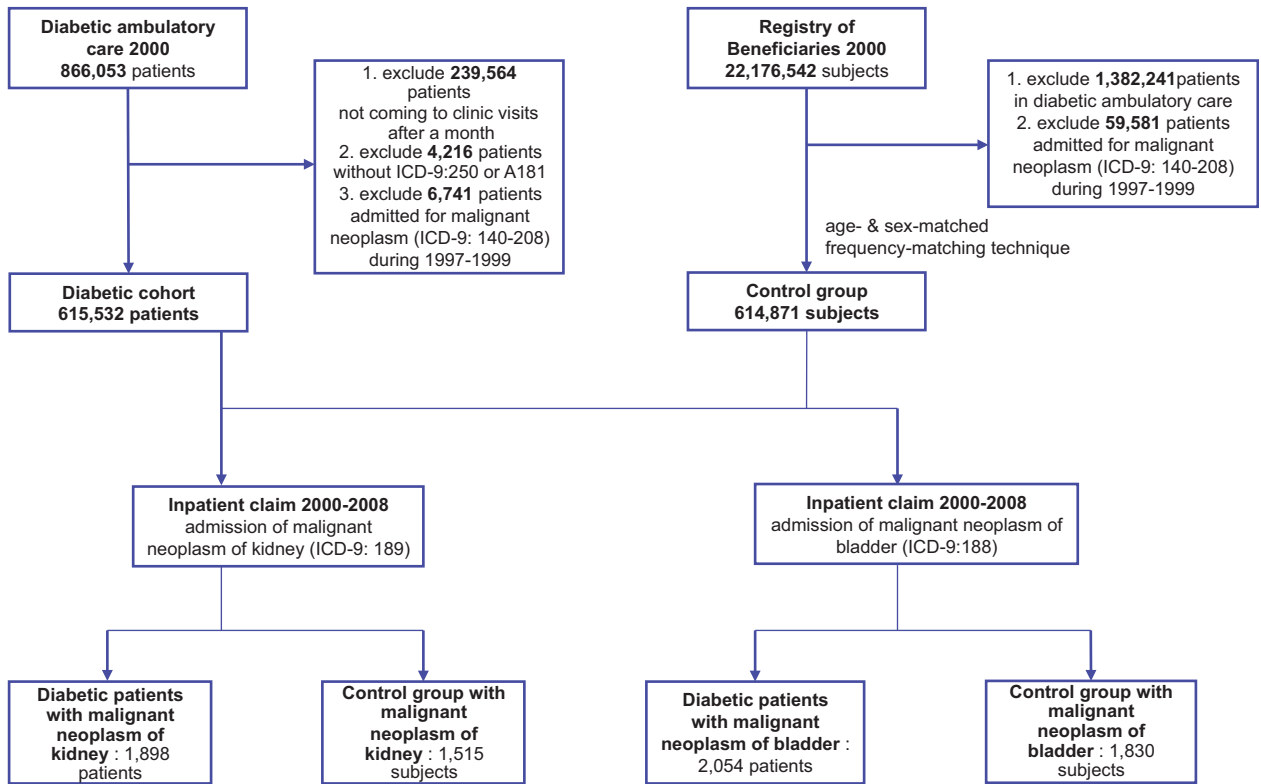 Diabetic ambulatory
care 2000
866,053 patients
Registry of
Beneficiaries 2000
22,176,542 subjects
1. exclude 239,564
patients
not coming to clinic visits
after a month
2. exclude 4,216 patients
without ICD-9:250 or A181
3. exclude 6,741 patients
admitted for malignant
neoplasm (ICD-9: 140-208)
during 1997-1999
1. exclude 1,382,241patients
in diabetic ambulatory care
2. exclude 59,581 patients
admitted for malignant
neoplasm (ICD-9: 140-208)
during 1997-1999
age- & sex-matched
frequency-matching technique
Diabetic cohort
615,532 patients
Control group
614,871 subjects
Inpatient claim 2000-2008
admission of malignant
neoplasm of kidney (ICD-9: 189)
Inpatient claim 2000-2008
admission of malignant neoplasm of
bladder (ICD-9:188)
Diabetic patients
with malignant
neoplasm of
kidney : 1,898
patients
Control group with
malignant
neoplasm of
kidney : 1,515
subjects
Diabetic patients
with malignant
neoplasm of bladder :
2,054 patients
Control group with
malignant
neoplasm of
bladder : 1,830
subjects